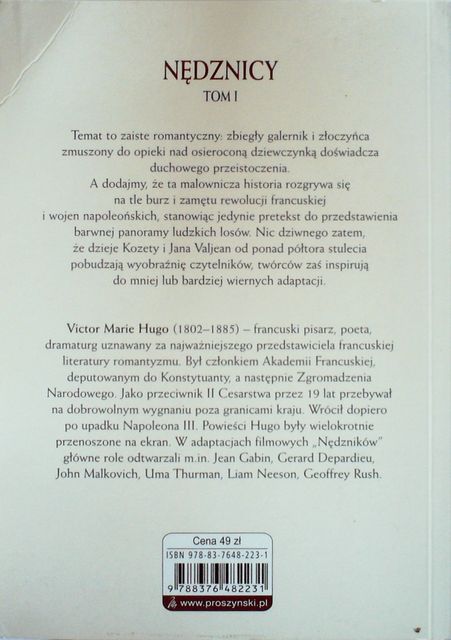 NĘDZNICY
TOM I
Temat to zaiste romantyczny: zbiegły galernik i złoczyńca
zmuszony do opieki nad osieroconą dziewczynką doświadcza
duchowego przeistoczenia.
A dodajmy, że ta malownicza historia rozgrywa się
na tle burz i zamętu rewolucji francuskiej
i wojen napoleońskich, stanowiąc jedynie pretekst do przedstawienia
barwnej panoramy ludzkich losów. Nic dziwnego zatem,
że dzieje Kozety i Jana Valjean od ponad półtora stulecia
pobudzają wyobraźnię czytelników, twórców zaś inspirują
do mniej lub bardziej wiernych adaptacji.
Victor Marie Hugo (1802–1885) – francuski pisarz, poeta,
dramaturg uznawany za najważniejszego przedstawiciela francuskiej
literatury romantyzmu. Był członkiem Akademii Francuskiej,
deputowanym do Konstytuanty, a następnie Zgromadzenia
Narodowego. Jako przeciwnik II Cesarstwa przez 19 lat przebywał
na dobrowolnym wygnaniu poza granicami kraju. Wrócił dopiero
po upadku Napoleona III. Powieści Hugo były wielokrotnie
przenoszone na ekran. W adaptacjach filmowych „Nędzników”
główne role odtwarzali m.in. Jean Gabin, Gerard Depardieu,
John Malkovich, Uma Thurman, Liam Neeson, Geoffrey Rush.
Cena 49 zł
ISBN 978-83-7648-223-1
9 788376 482231
www.proszynski.pl